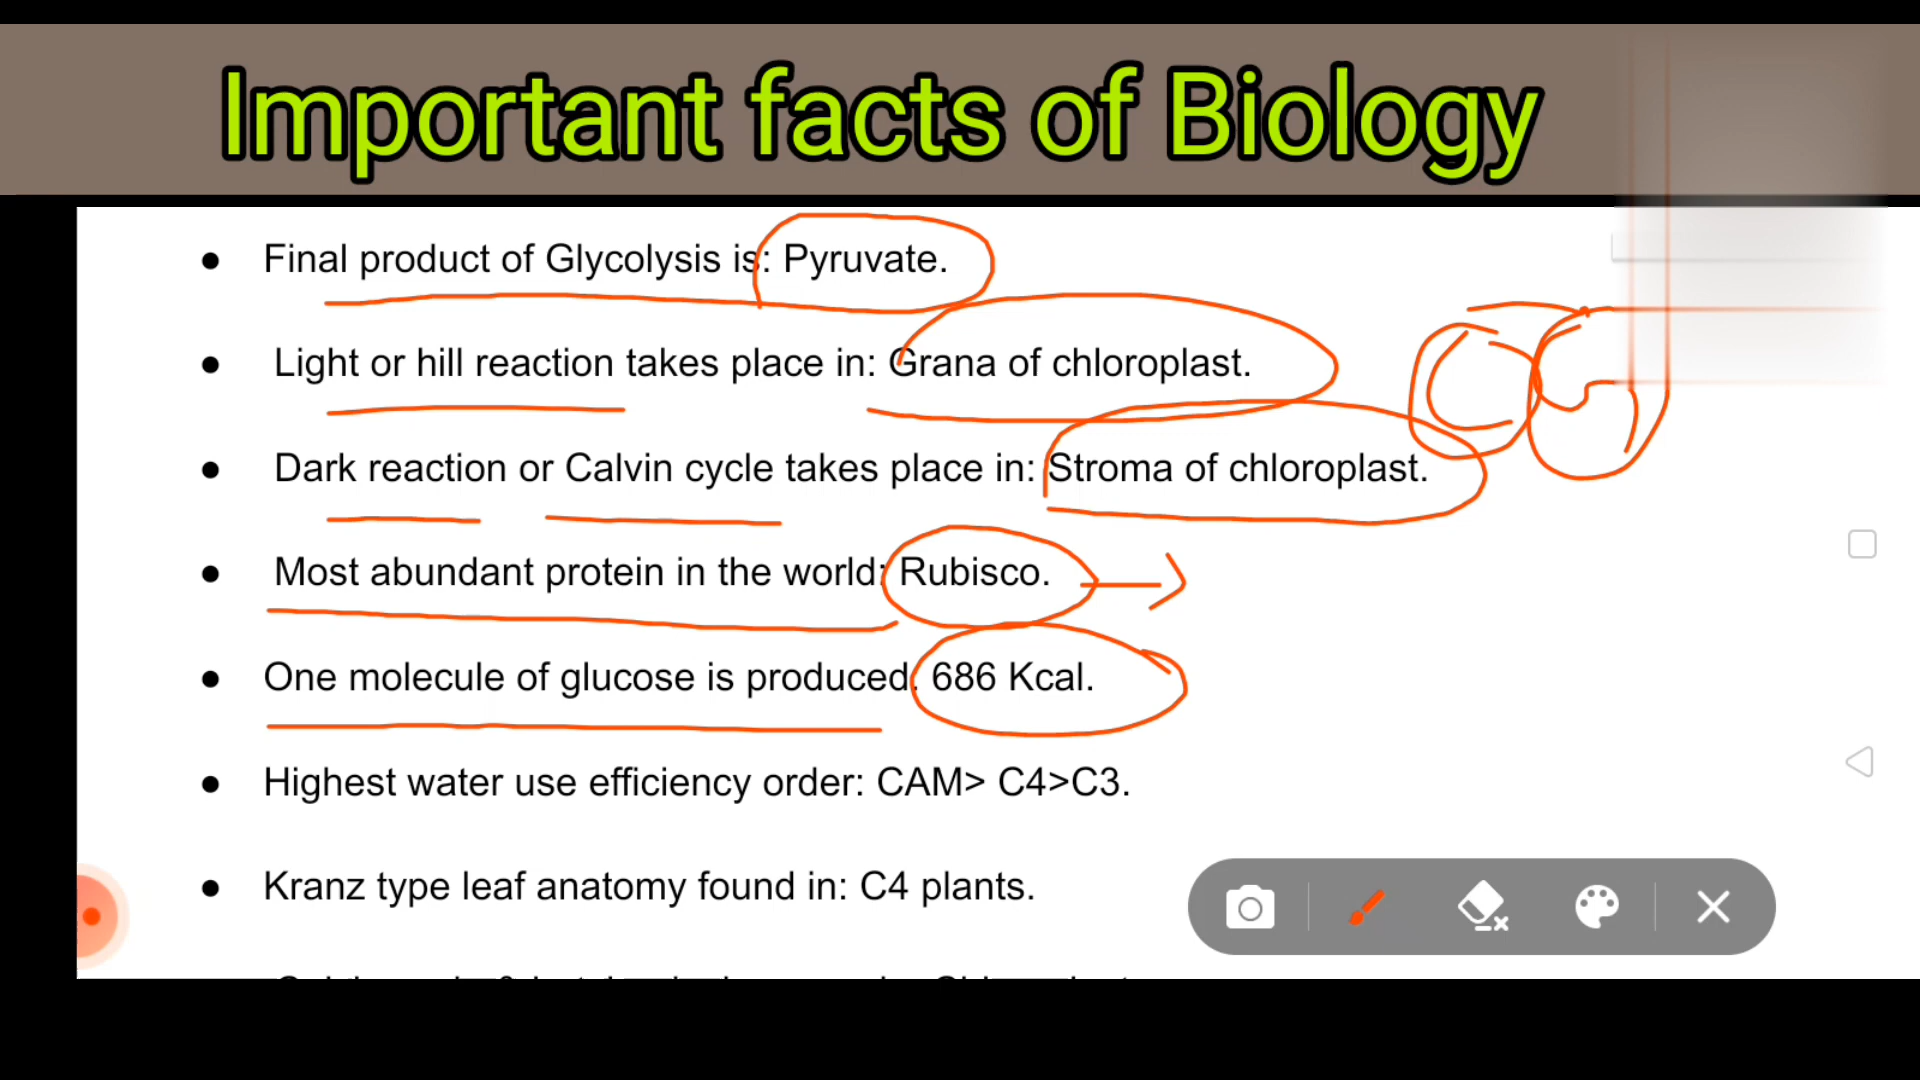 Important facts of Biology
● Final product of Glycolysis is: Pyruvate.
● Light or hill reaction takes place in: Grana of chloroplast.
● Dark reaction or Calvin cycle takes place in: Stroma of chloroplast.
● Most abundant protein in the world: Rubisco.
● One molecule of glucose is produced. 686 Kcal.
● Highest water use efficiency order: CAM> C4>C3.
● Kranz type leaf anatomy found in: C4 plants.